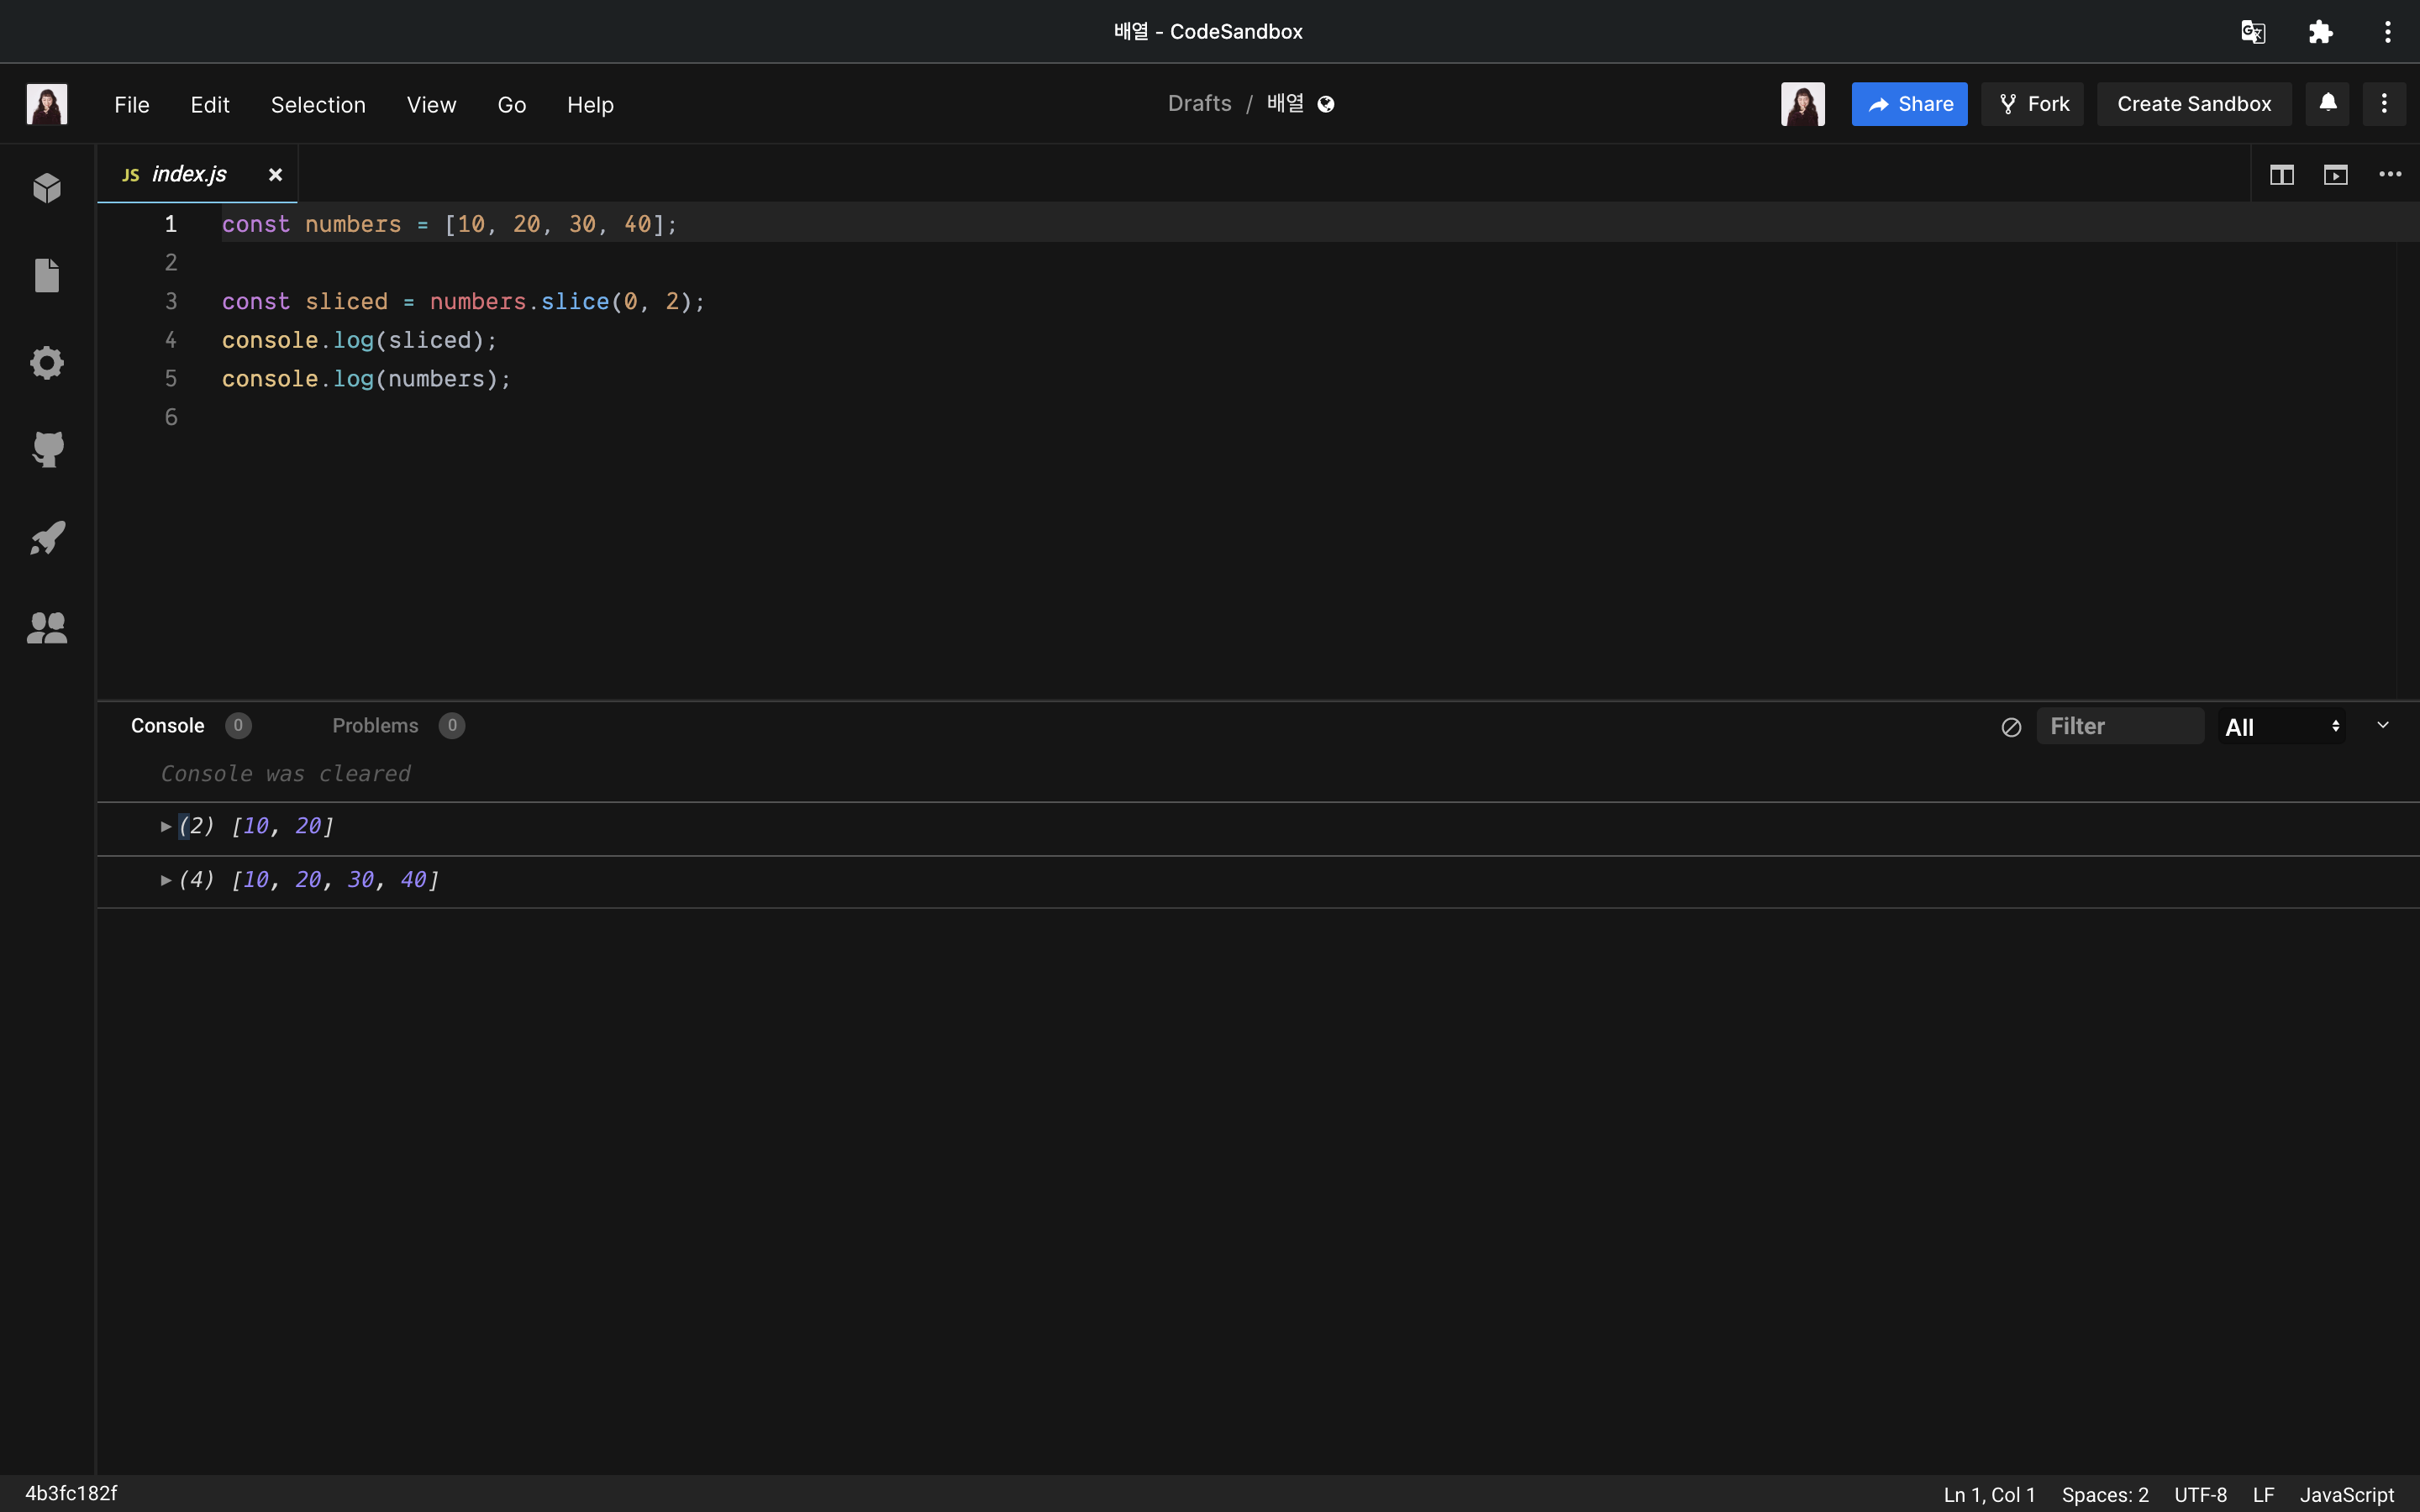 배열 - CodeSandbox
File Edit Selection View Go Help
Drafts / 배열
Share Fork Create Sandbox
JS index.js
1 const numbers = [10, 20, 30, 40];
2
3 const sliced = numbers.slice(0, 2);
4 console.log(sliced);
5 console.log(numbers);
6
Console 0 Problems 0 Filter All
Console was cleared
(2) [10, 20]
(4) [10, 20, 30, 40]
4b3fc182f Ln 1, Col 1 Spaces: 2 UTF-8 LF JavaScript